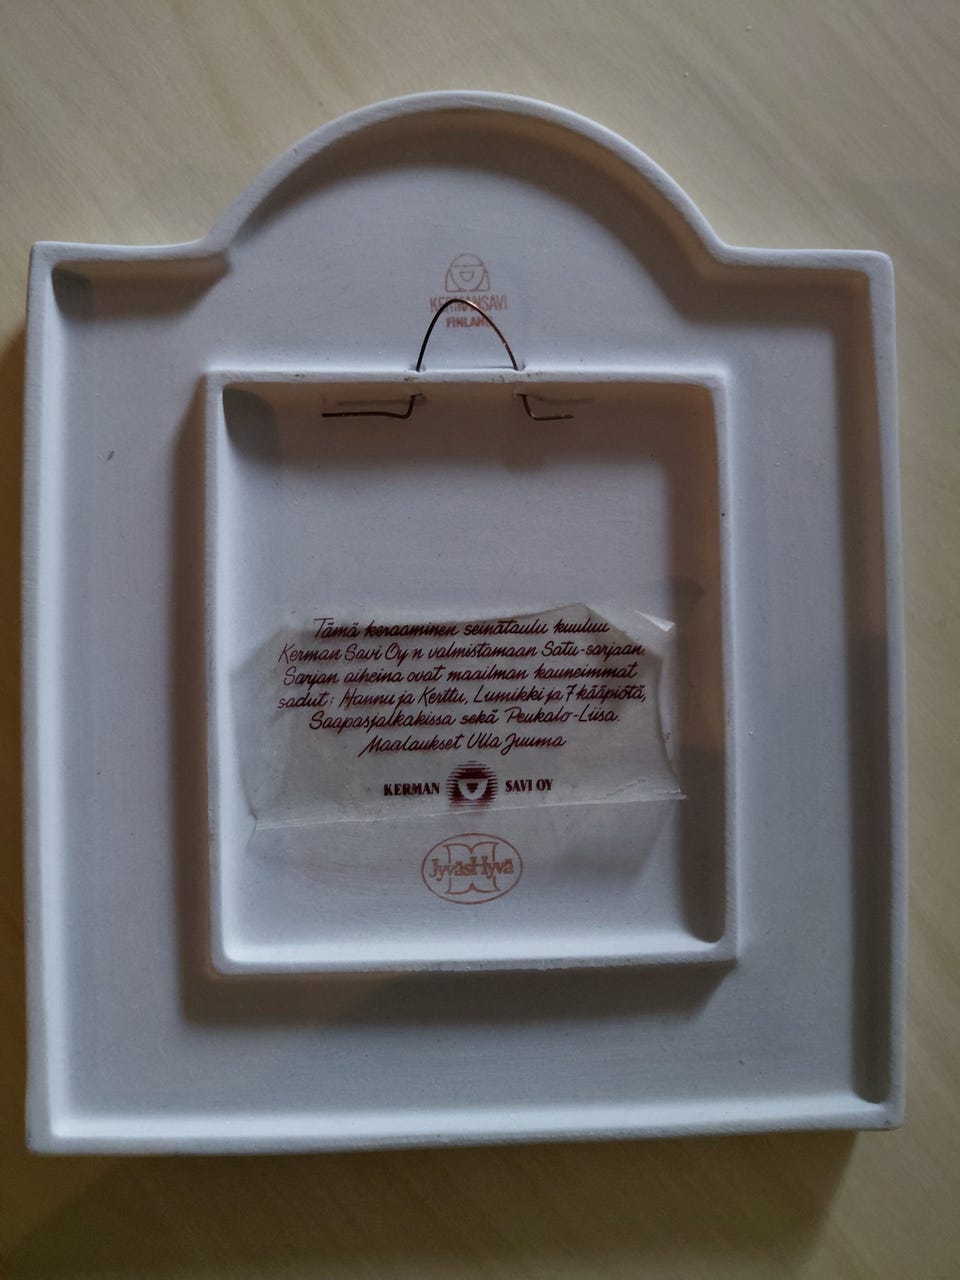 KERMANSAVI
FINLAND
Tämä keraaminen seinätaulu kuuluu
Kerman Savi Oy:n valmistamaan Satu-sarjaan.
Sarjan aiheina ovat maailman kauneimmat
sadut: Hannu ja Kerttu, Lumikki ja 7 kääpiötä,
Saapasjalkakissa sekä Peukalo-Liisa.
Maalaukset Ulla Juuma
KERMAN SAVI OY
JyväsHyvä